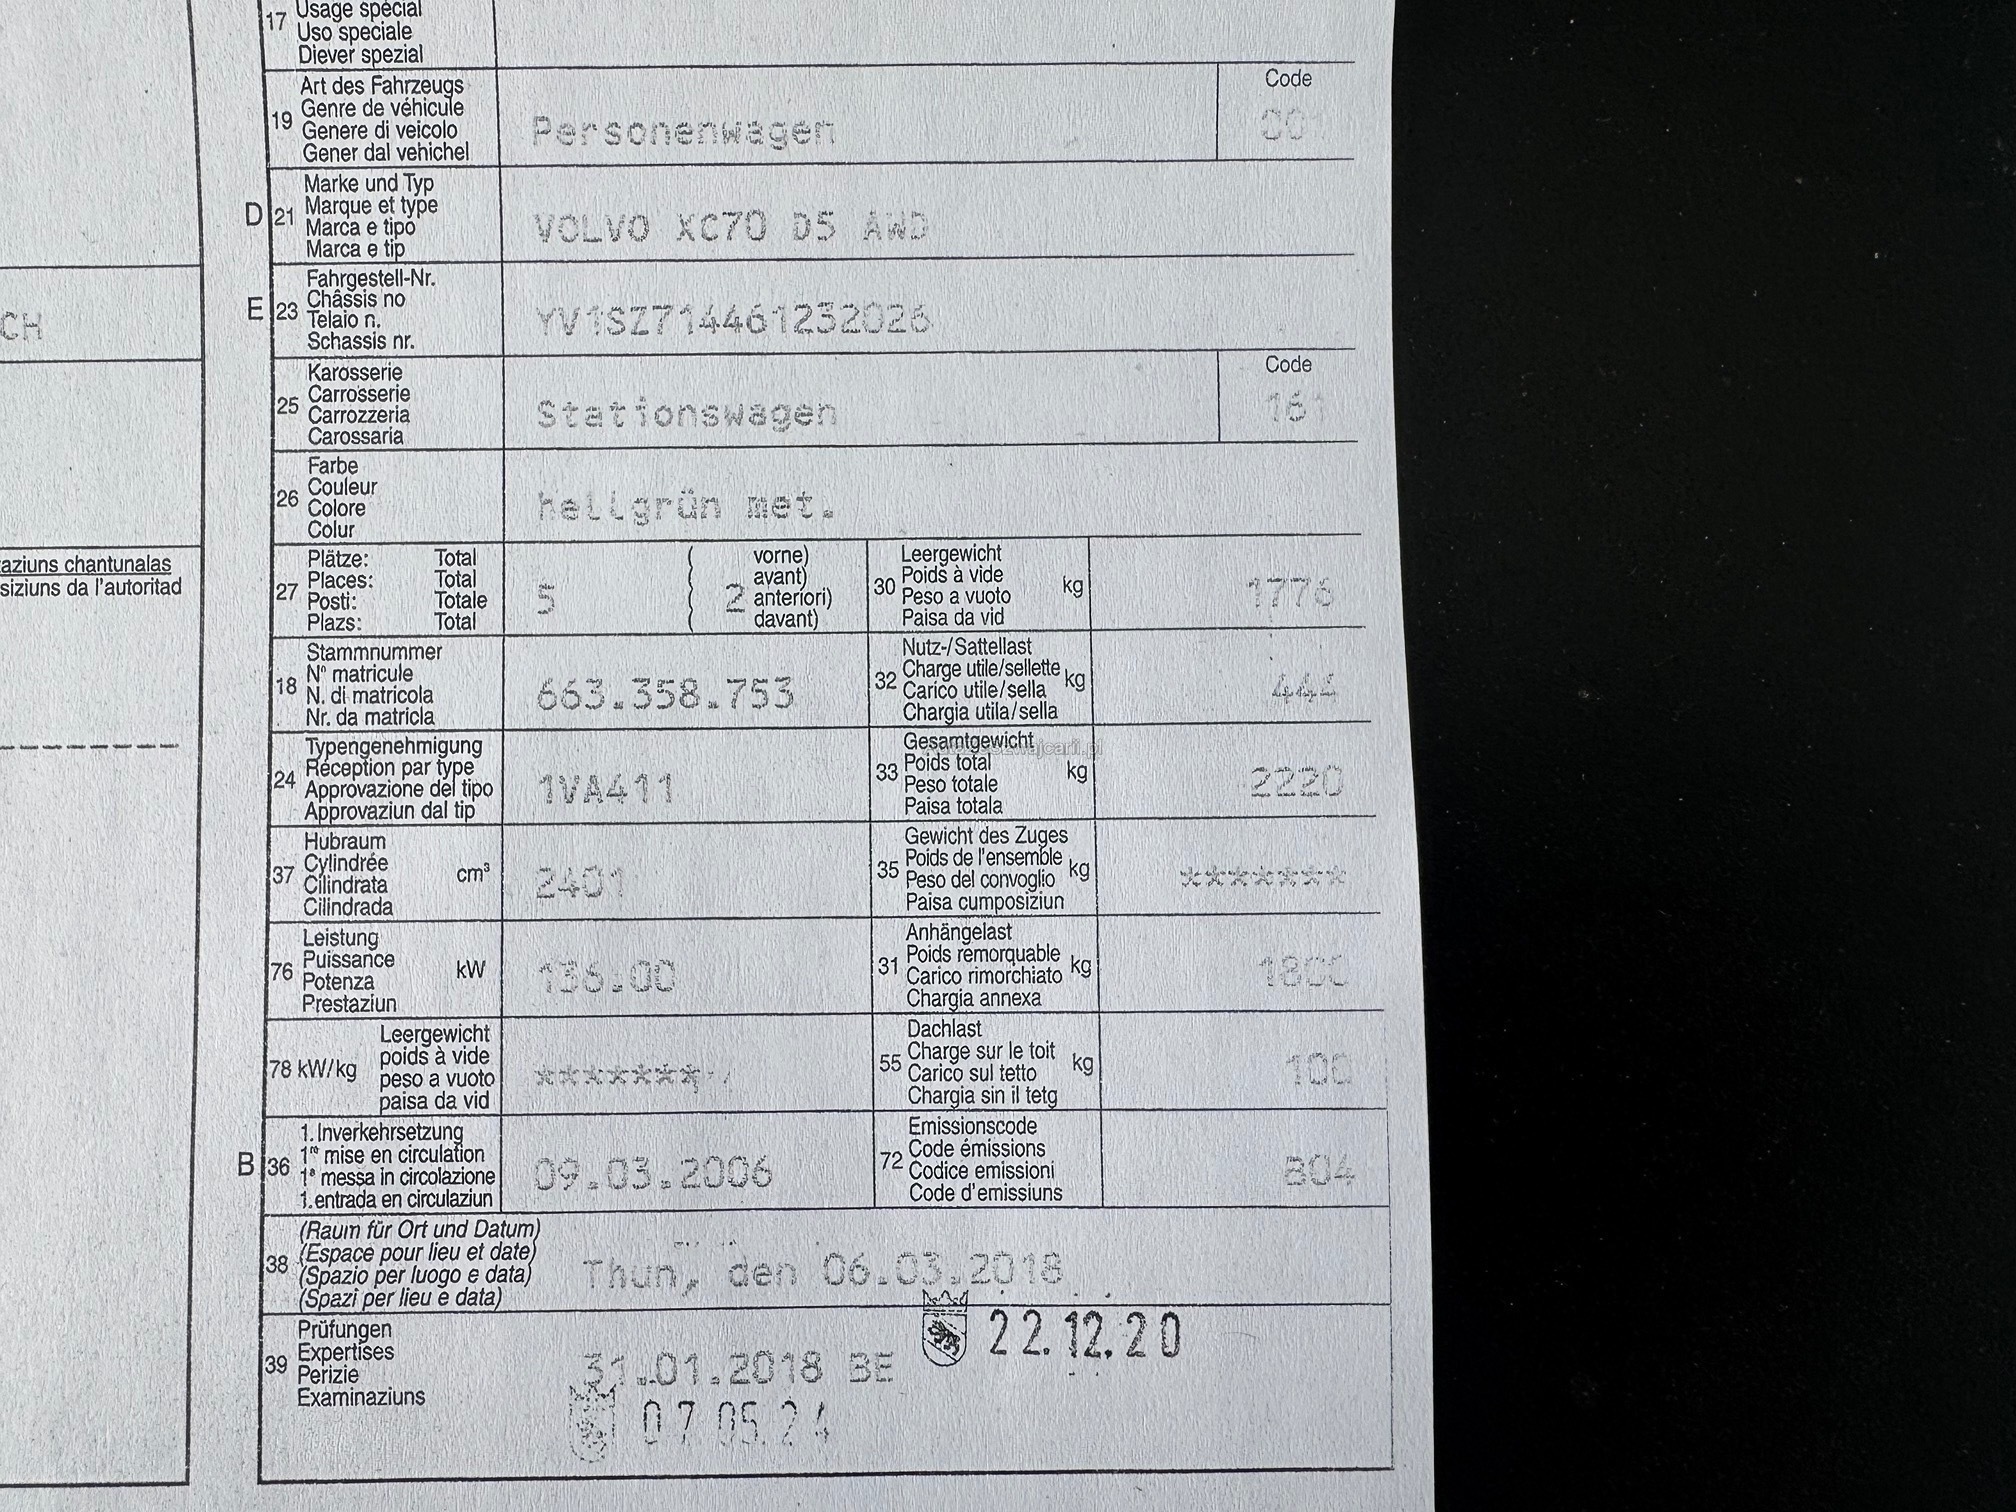 17 Usage spécial
Uso speciale
Diever spezial
19 Art des Fahrzeugs
Genre de véhicule
Genere di veicolo
Gener dal vehichel
Personenwagen
Code
D 21 Marke und Typ
Marque et type
Marca e tipo
Marca e tip
VOLVO XC70 D5 AWD
E 23 Fahrgestell-Nr.
Châssis no
Telaio n.
Schassis nr.
YV1SZ714461232026
CH
25 Karosserie
Carrosserie
Carrozzeria
Carossaria
Stationswagen
Code
16
26 Farbe
Couleur
Colore
Colur
hellgrün met.
aziuns chantunalas
siziuns da l'autoritad
27 Plätze: Total
Places: Total
Posti: Totale
Plazs: Total
5 ( 2 vorne)
avant)
anteriori)
davant)
30 Leergewicht
Poids à vide
Peso a vuoto
Paisa da vid
kg 1776
18 Stammnummer
N° matricule
N. di matricola
Nr. da matricla
663.358.753
32 Nutz-/Sattellast
Charge utile/sellette
Carico utile/sella
Chargia utila/sella
kg 444
24 Typengenehmigung
Réception par type
Approvazione del tipo
Approvaziun dal tip
1VA411
33 Gesamtgewicht
Poids total
Peso totale
Paisa totala
kg 2220
37 Hubraum
Cylindrée
Cilindrata
Cilindrada
cm³ 2401
35 Gewicht des Zuges
Poids de l'ensemble
Peso del convoglio
Paisa cumposiziun
kg *******
76 Leistung
Puissance
Potenza
Prestaziun
kW 136.00
31 Anhängelast
Poids remorquable
Carico rimorchiato
Chargia annexa
kg 1800
78 kW/kg Leergewicht
poids à vide
peso a vuoto
paisa da vid
*******
55 Dachlast
Charge sur le toit
Carico sul tetto
Chargia sin il tetg
kg 100
B 36 1. Inverkehrsetzung
1re mise en circulation
1a messa in circolazione
1. entrada en circulaziun
09.03.2006
72 Emissionscode
Code émissions
Codice emissioni
Code d'emissiuns
B04
38 (Raum für Ort und Datum)
(Espace pour lieu et date)
(Spazio per luogo e data)
(Spazi per lieu e data)
Thun, den 06.03.2018
39 Prüfungen
Expertises
Perizie
Examinaziuns
22.12.20
31.01.2018 BE
07 05.24